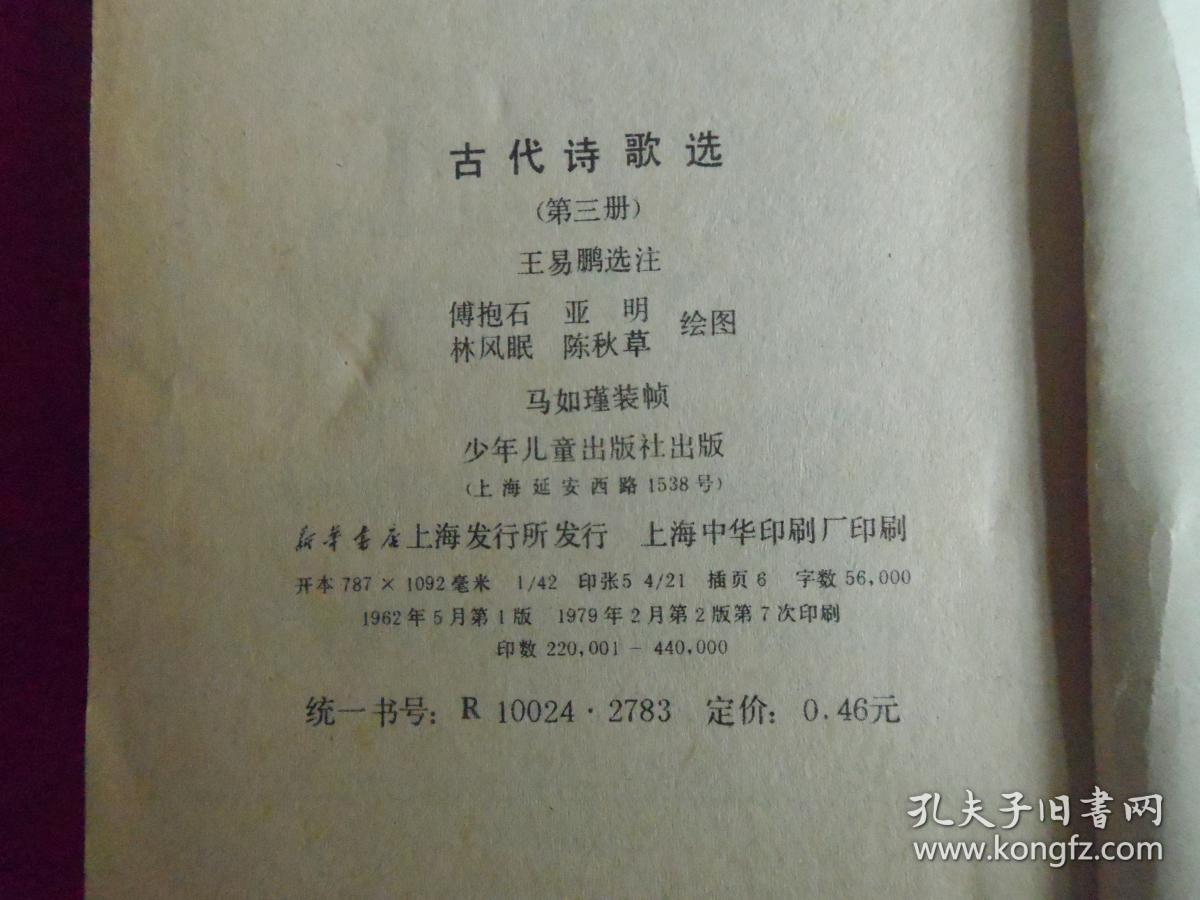 古代诗歌选
(第三册)
王易鹏选注
傅抱石 亚 明
林风眠 陈秋草 绘图
马如瑾装帧
少年儿童出版社出版
(上海延安西路1538号)
新华书店上海发行所发行 上海中华印刷厂印刷
开本 787 × 1092 毫米 1/42 印张5 4/21 插页 6 字数 56,000
1962 年 5 月第 1 版 1979 年 2 月第 2 版第 7 次印刷
印数 220,001 - 440,000
统一书号: R 10024 · 2783 定价: 0.46元
孔夫子旧书网
www.kongfz.com